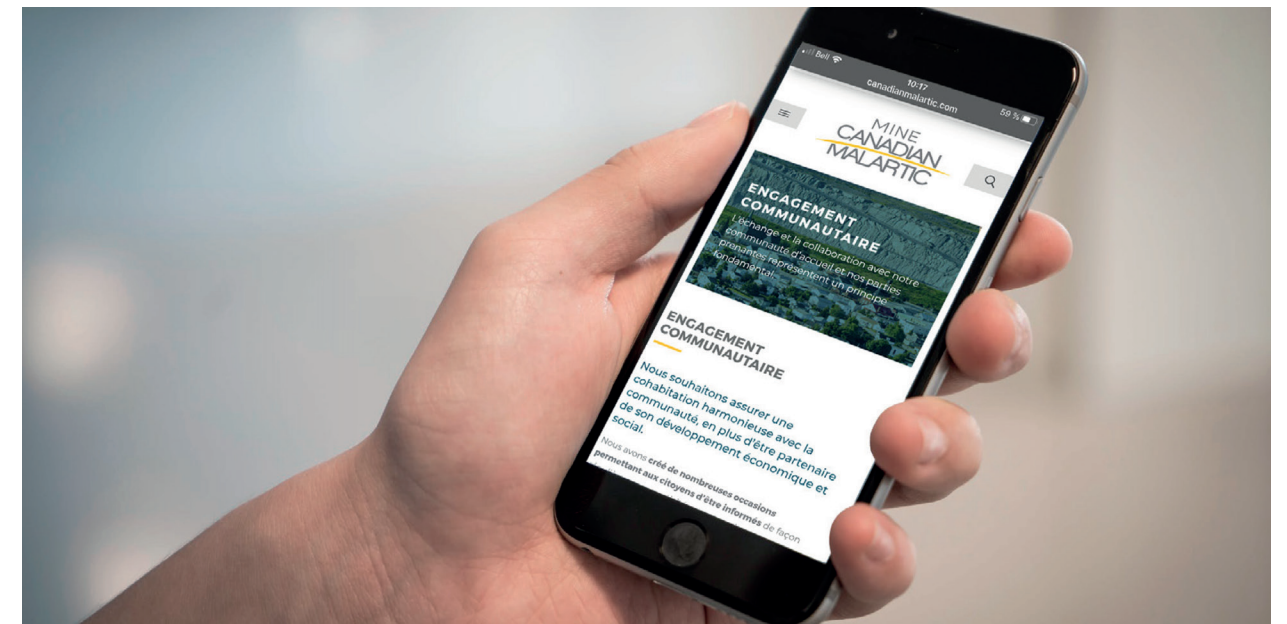 Bell
10:17
59 %
canadianmalartic.com
MINE
CANADIAN
MALARTIC
ENGAGEMENT
COMMUNAUTAIRE
L'échange et la collaboration avec notre
communauté d'accueil et nos parties
prenantes représentent un principe
fondamental.
ENGAGEMENT
COMMUNAUTAIRE
Nous souhaitons assurer une
cohabitation harmonieuse avec la
communauté, en plus d'être partenaire
de son développement économique et
social.
Nous avons créé de nombreuses occasions
permettant aux citoyens d'être informés de façon